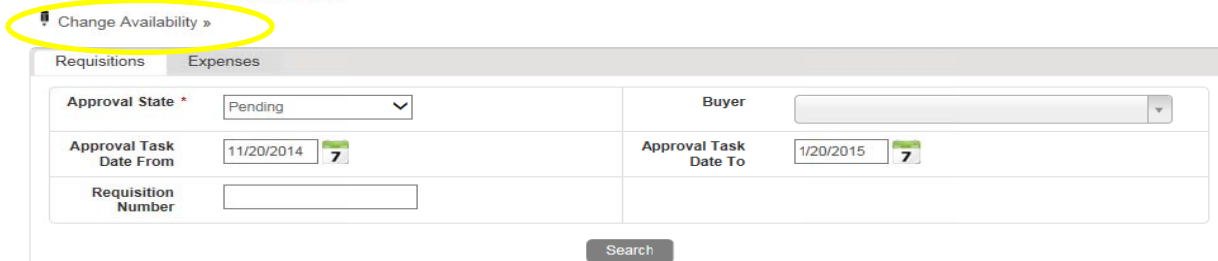 Change Availability »
Requisitions Expenses
Approval State * Pending Buyer
Approval Task Date From 11/20/2014 7 Approval Task Date To 1/20/2015 7
Requisition Number
Search